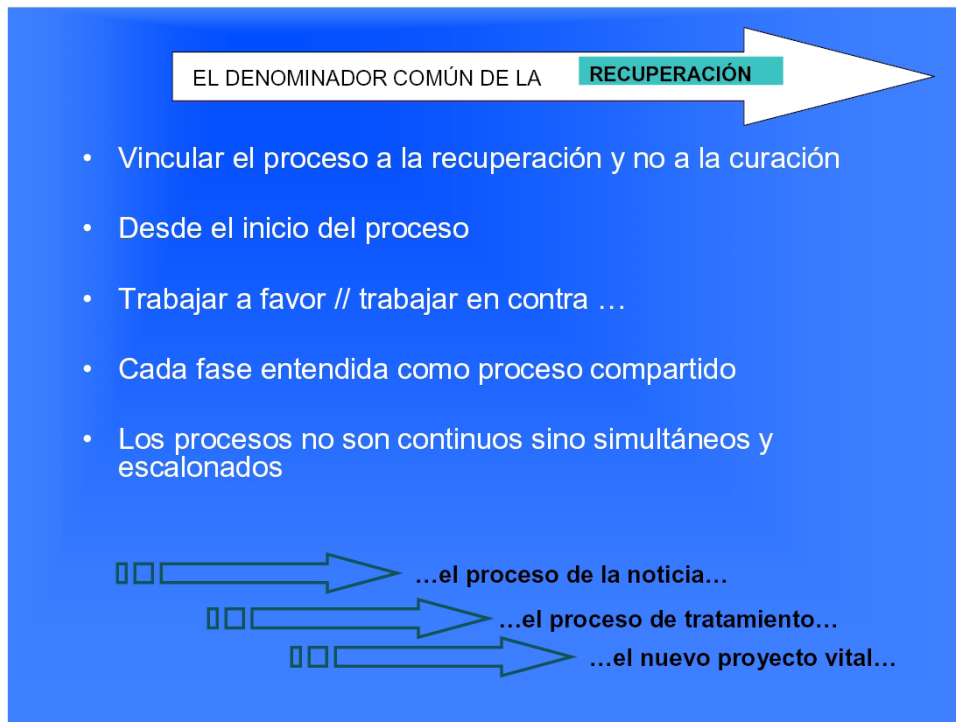 EL DENOMINADOR COMÚN DE LA RECUPERACIÓN
• Vincular el proceso a la recuperación y no a la curación
• Desde el inicio del proceso
• Trabajar a favor // trabajar en contra …
• Cada fase entendida como proceso compartido
• Los procesos no son continuos sino simultáneos y
escalonados
…el proceso de la noticia…
…el proceso de tratamiento…
…el nuevo proyecto vital…